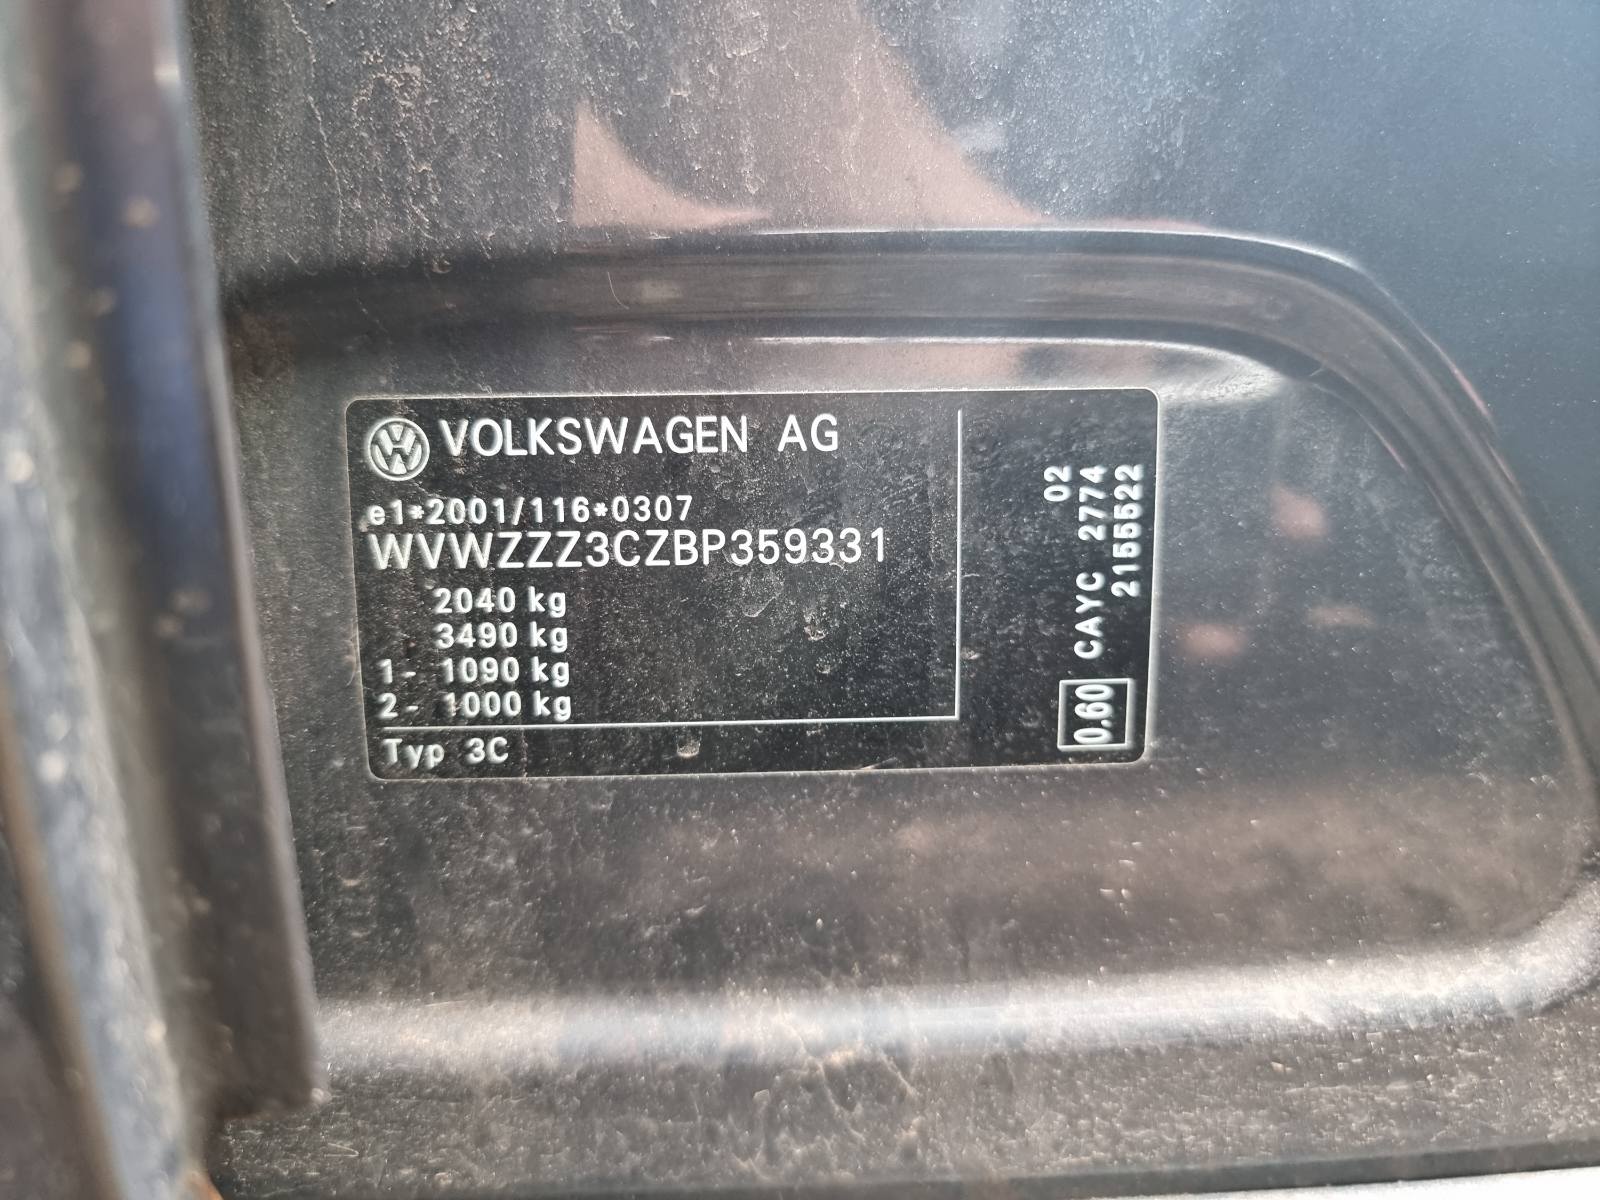 VOLKSWAGEN AG
e1*2001/116*0307
WVWZZZ3CZBP359331
2040 kg
3490 kg
1- 1090 kg
2- 1000 kg
Typ 3C
02
0.60 CAYC 2774
2155522